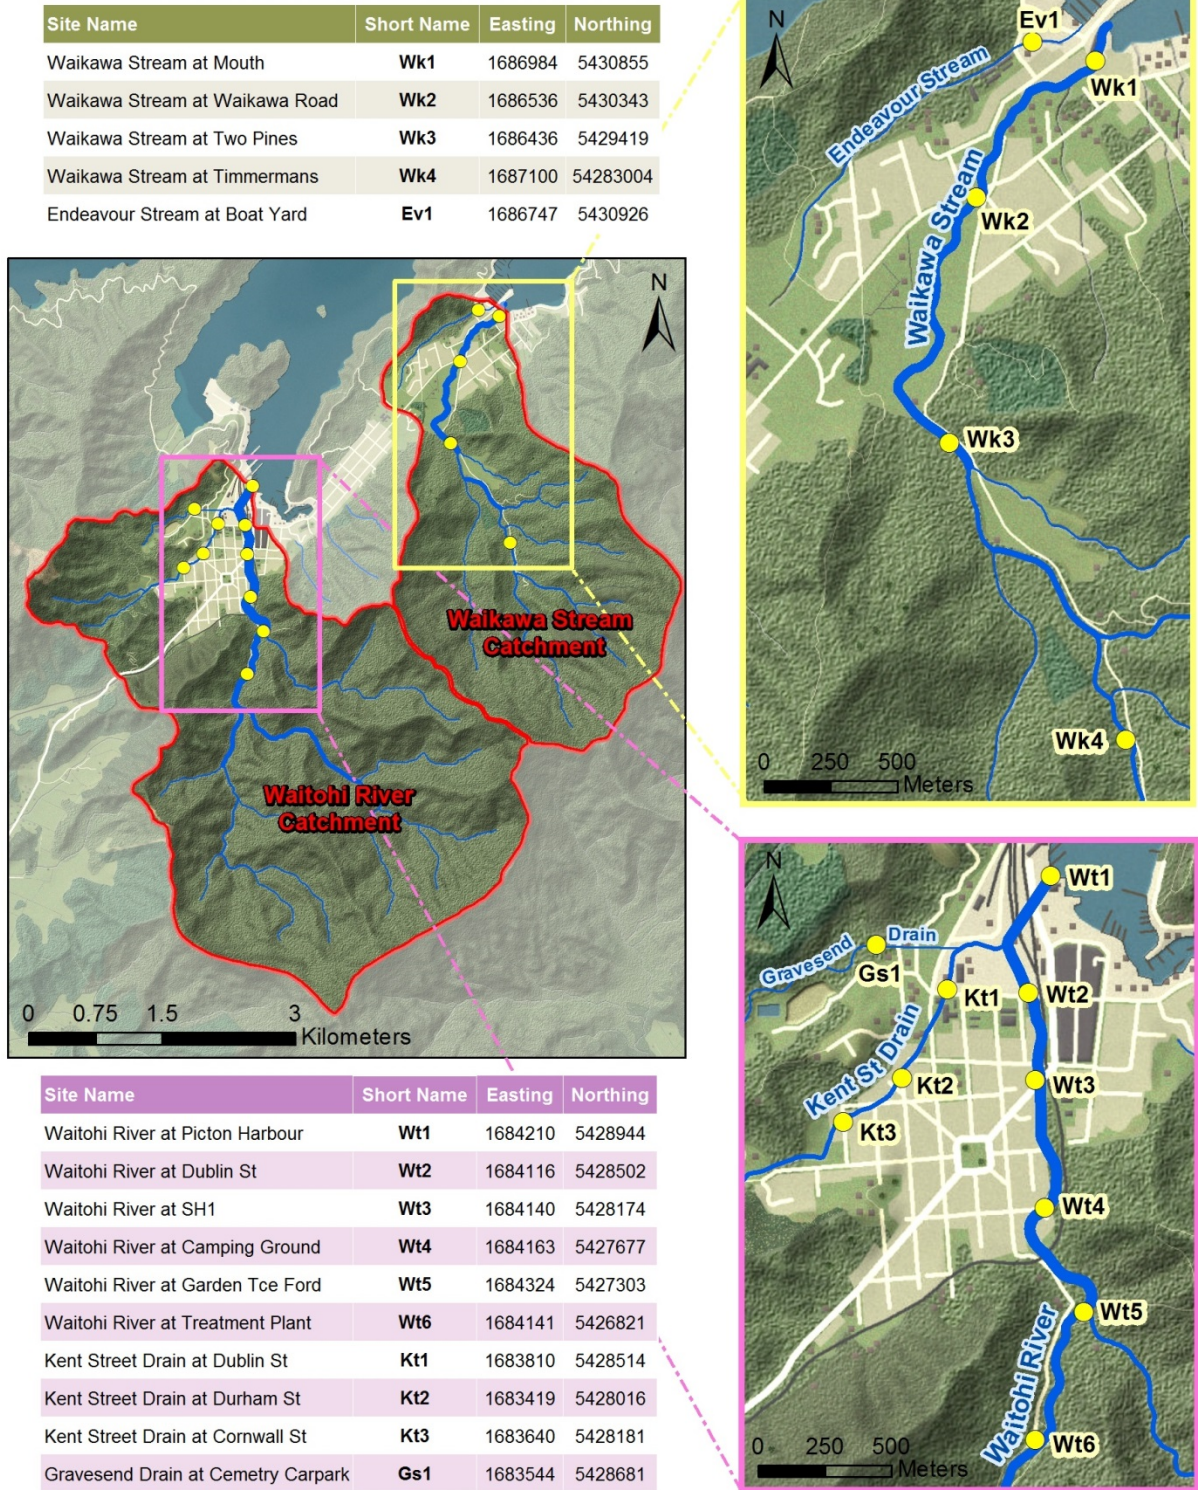 Site Name Short Name Easting Northing
Waikawa Stream at Mouth Wk1 1686984 5430855
Waikawa Stream at Waikawa Road Wk2 1686536 5430343
Waikawa Stream at Two Pines Wk3 1686436 5429419
Waikawa Stream at Timmermans Wk4 1687100 54283004
Endeavour Stream at Boat Yard Ev1 1686747 5430926
N
Ev1
Wk1
Endeavour Stream
Waikawa Stream
Wk2
Wk3
Wk4
0 250 500
Meters
N
Waikawa Stream
Catchment
Waitohi River
Catchment
0 0.75 1.5 3
Kilometers
N
Wt1
Gravesend Drain
Gs1
Kt1
Wt2
Kent St Drain
Kt2
Wt3
Kt3
Wt4
Wt5
Waitohi River
Wt6
0 250 500
Meters
Site Name Short Name Easting Northing
Waitohi River at Picton Harbour Wt1 1684210 5428944
Waitohi River at Dublin St Wt2 1684116 5428502
Waitohi River at SH1 Wt3 1684140 5428174
Waitohi River at Camping Ground Wt4 1684163 5427677
Waitohi River at Garden Tce Ford Wt5 1684324 5427303
Waitohi River at Treatment Plant Wt6 1684141 5426821
Kent Street Drain at Dublin St Kt1 1683810 5428514
Kent Street Drain at Durham St Kt2 1683419 5428016
Kent Street Drain at Cornwall St Kt3 1683640 5428181
Gravesend Drain at Cemetry Carpark Gs1 1683544 5428681